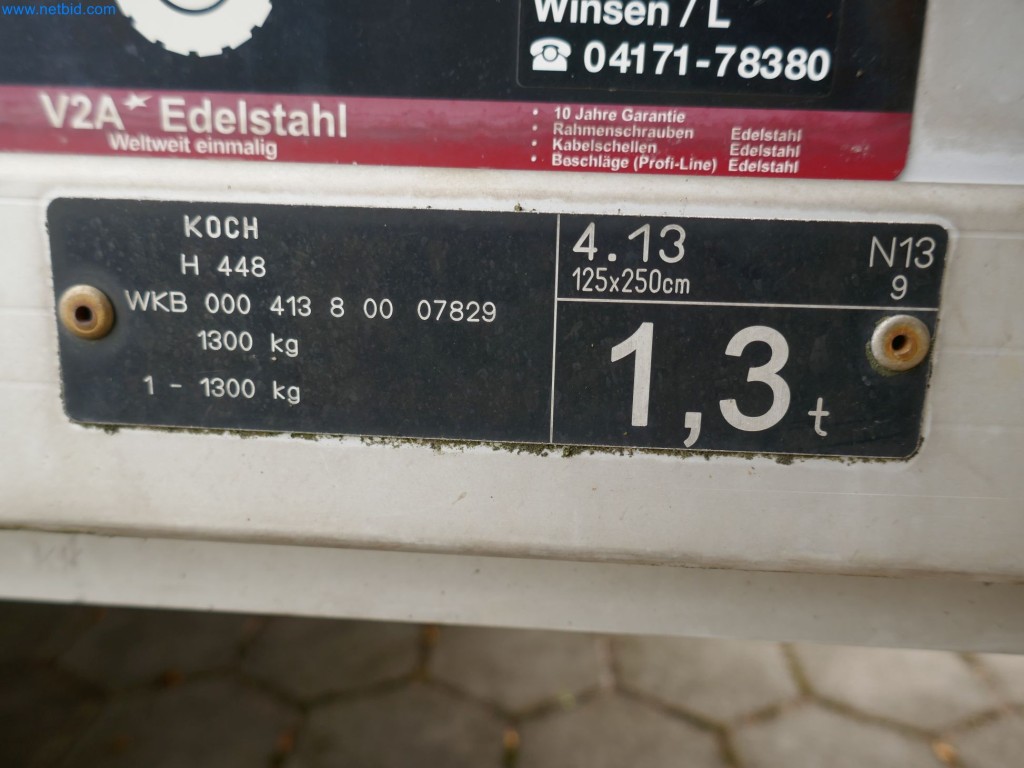 www.netbid.com
Winsen / L
☎ 04171-78380
V2A★ Edelstahl
Weltweit einmalig
• 10 Jahre Garantie
• Rahmenschrauben Edelstahl
• Kabelschellen Edelstahl
• Beschläge (Profi-Line) Edelstahl
KOCH
H 448
WKB 000 413 8 00 07829
1300 kg
1 - 1300 kg
4.13
125x250cm
N13
9
1,3 t